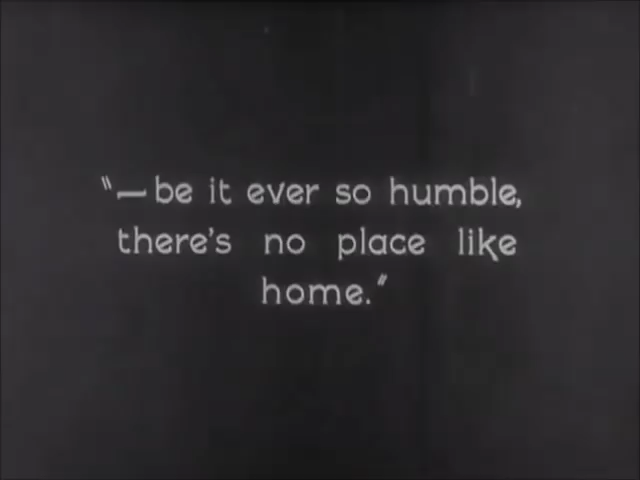 "—be it ever so humble,
there's no place like
home."